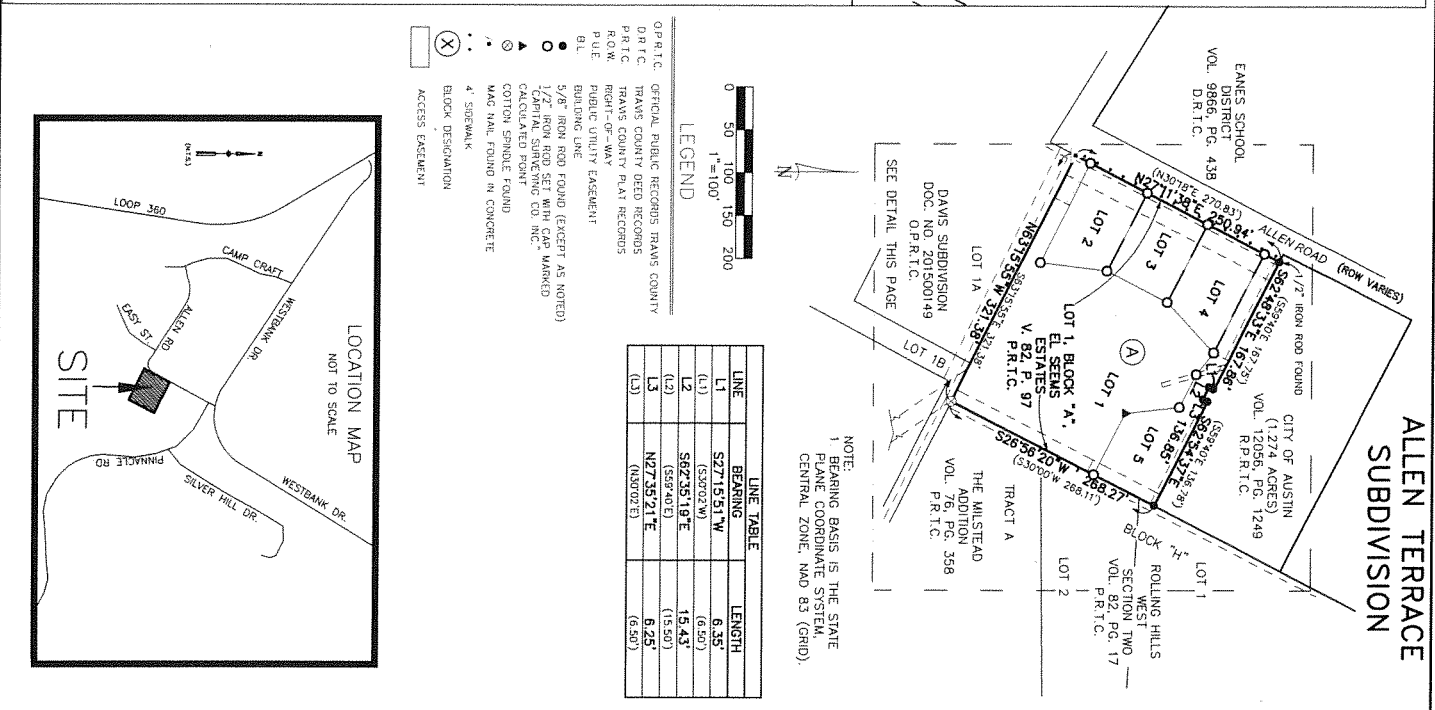 ALLEN TERRACE
SUBDIVISION
EANES SCHOOL
DISTRICT
VOL. 9866, PG. 438
D.R.T.C.
(N30°18'E 270.83')
N27°11'38"E 250.94'
ALLEN ROAD (ROW VARIES)
1/2" IRON ROD FOUND
(S59°40'E 167.75')
S62°48'33"E 167.86'
CITY OF AUSTIN
(1.274 ACRES)
VOL. 12056, PG. 1249
R.P.R.T.C.
(S59°40'E 136.78')
S62°54'37"E
136.85'
L1
L2
L3
LOT 2
LOT 3
LOT 4
A
LOT 1
LOT 5
LOT 1, BLOCK "A",
EL SEEMS
ESTATES
V. 82, P. 97
P.R.T.C.
N63°15'55"W 321.38'
S63°15'55"E 321.38'
S26°56'20"W 268.27'
(S30°00'W 268.11')
LOT 1A
DAVIS SUBDIVISION
DOC. NO. 201500149
O.P.R.T.C.
LOT 1B
SEE DETAIL THIS PAGE
TRACT A
THE MILSTEAD
ADDITION
VOL. 76, PG. 358
P.R.T.C.
BLOCK "H"
LOT 1
LOT 2
ROLLING HILLS
WEST
SECTION TWO
VOL. 82, PG. 17
P.R.T.C.
N
0 50 100 150 200
1"=100'
NOTE:
1. BEARING BASIS IS THE STATE
PLANE COORDINATE SYSTEM,
CENTRAL ZONE, NAD 83 (GRID).
LEGEND
O.P.R.T.C. OFFICIAL PUBLIC RECORDS TRAVIS COUNTY
D.R.T.C. TRAVIS COUNTY DEED RECORDS
P.R.T.C. TRAVIS COUNTY PLAT RECORDS
R.O.W. RIGHT-OF-WAY
P.U.E. PUBLIC UTILITY EASEMENT
B.L. BUILDING LINE
5/8" IRON ROD FOUND (EXCEPT AS NOTED)
1/2" IRON ROD SET WITH CAP MARKED
"CAPITAL SURVEYING CO. INC."
CALCULATED POINT
COTTON SPINDLE FOUND
MAG NAIL FOUND IN CONCRETE
4' SIDEWALK
X BLOCK DESIGNATION
ACCESS EASEMENT
LINE TABLE
LINE BEARING LENGTH
L1 S27°15'51"W 6.35'
(L1) (S30°02'W) (6.50')
L2 S62°35'19"E 15.43'
(L2) (S59°40'E) (15.50')
L3 N27°35'21"E 6.25'
(L3) (N30°02'E) (6.50')
LOCATION MAP
NOT TO SCALE
N
(N.T.S.)
LOOP 360
CAMP CRAFT
WESTBANK DR.
ALLEN RD
EASY ST.
SITE
PINNACLE RD
SILVER HILL DR.
WESTBANK DR.